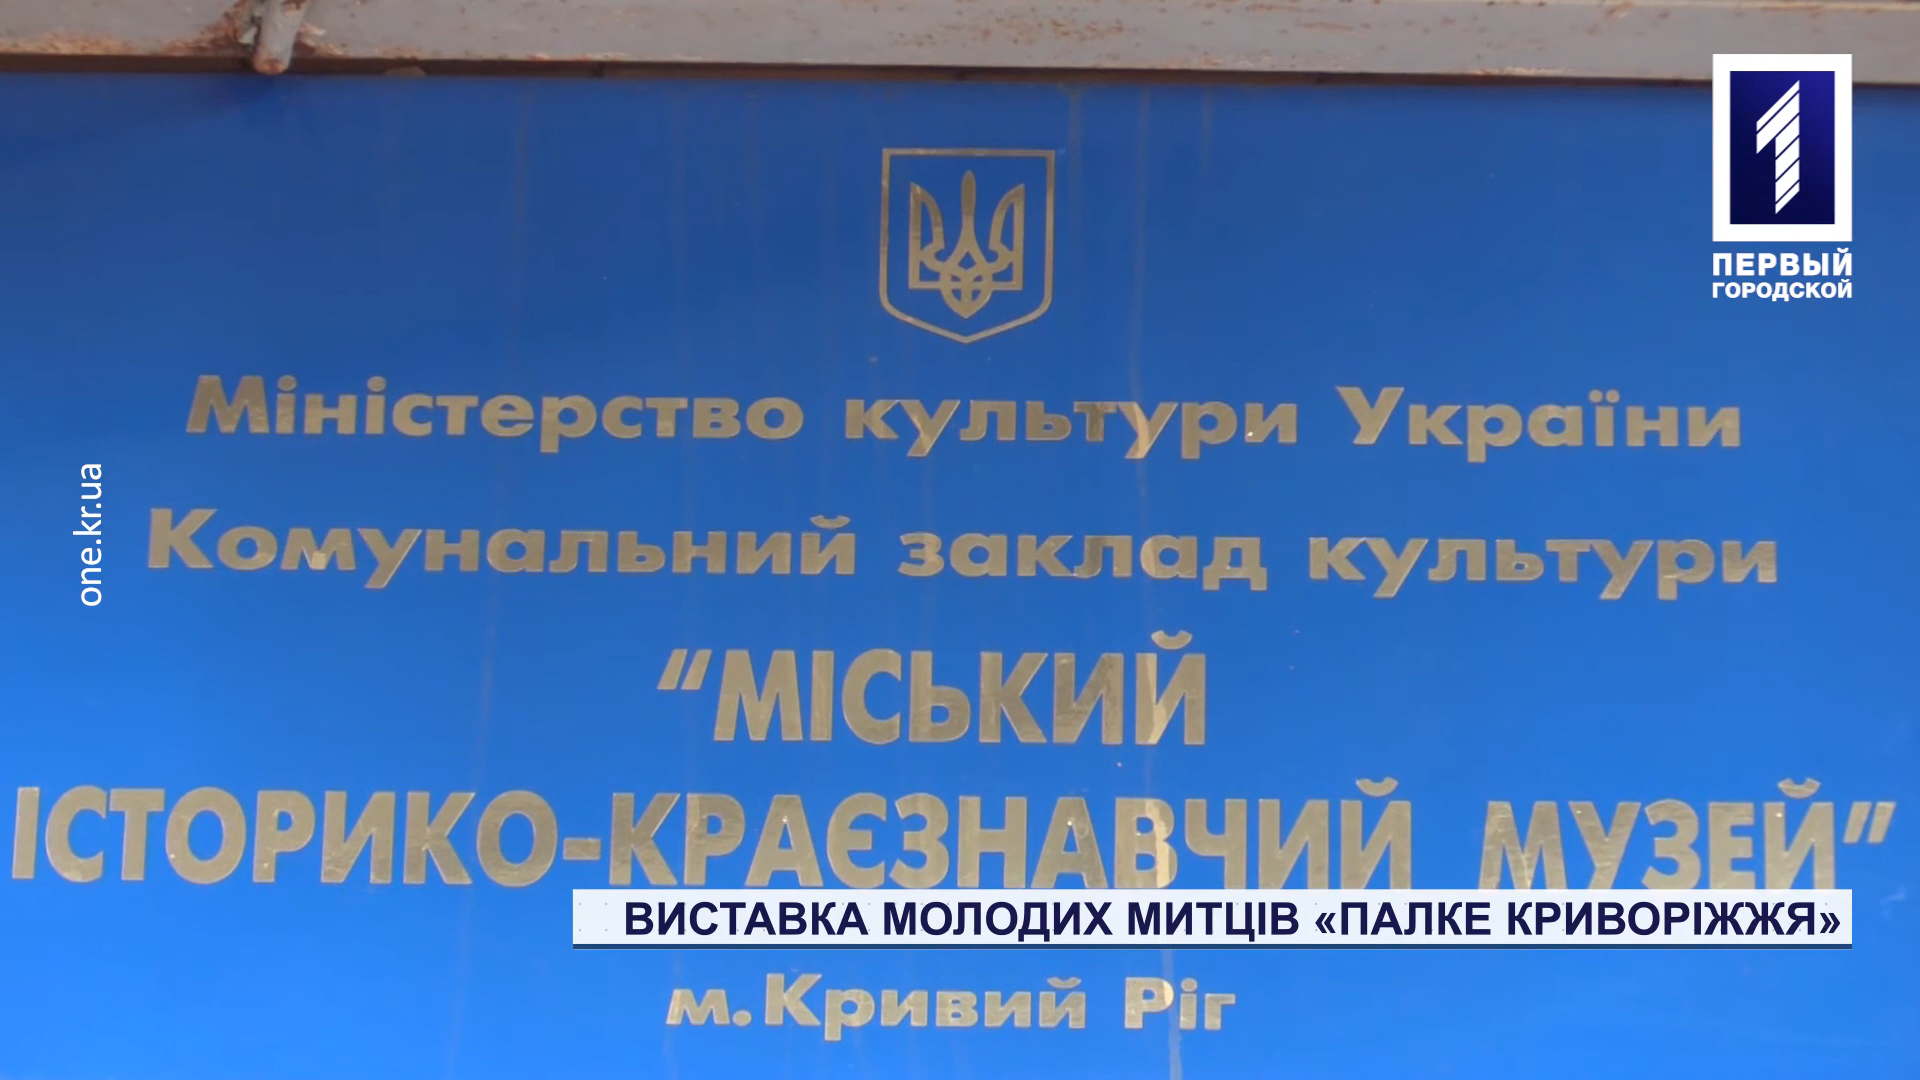 ПЕРВЫЙ
ГОРОДСКОЙ
Міністерство культури України
one.kr.ua
Комунальний заклад культури
“МІСЬКИЙ
ІСТОРИКО-КРАЄЗНАВЧИЙ МУЗЕЙ”
ВИСТАВКА МОЛОДИХ МИТЦІВ «ПАЛКЕ КРИВОРІЖЖЯ»
м.Кривий Ріг